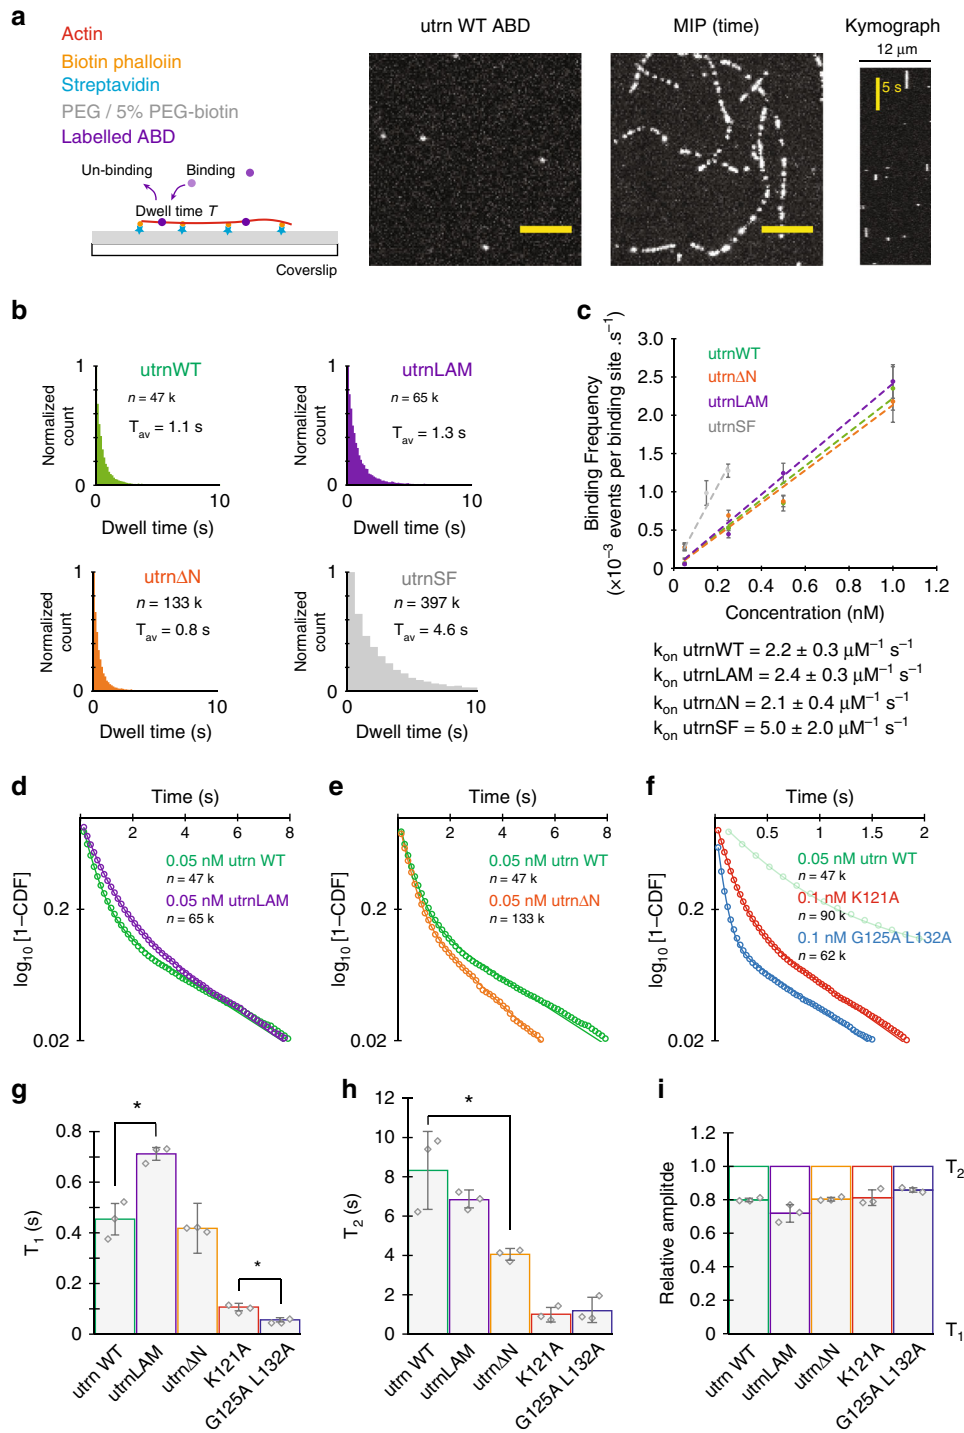 a
Actin
Biotin phalloiin
Streptavidin
PEG / 5% PEG-biotin
Labelled ABD
Un-binding
Binding
Dwell time T
Coverslip
utrn WT ABD
MIP (time)
Kymograph
12 μm
5 s
b
1
Normalized count
0
utrnWT
n = 47 k
Tav = 1.1 s
0
10
Dwell time (s)
1
Normalized count
0
utrnLAM
n = 65 k
Tav = 1.3 s
0
10
Dwell time (s)
1
Normalized count
0
utrnΔN
n = 133 k
Tav = 0.8 s
0
10
Dwell time (s)
1
Normalized count
0
utrnSF
n = 397 k
Tav = 4.6 s
0
10
Dwell time (s)
c
Binding Frequency
(×10⁻³ events per binding site .s⁻¹)
3.0
2.5
2.0
1.5
1.0
0.5
0
utrnWT
utrnΔN
utrnLAM
utrnSF
0 0.2 0.4 0.6 0.8 1.0 1.2
Concentration (nM)
kon utrnWT = 2.2 ± 0.3 μM⁻¹ s⁻¹
kon utrnLAM = 2.4 ± 0.3 μM⁻¹ s⁻¹
kon utrnΔN = 2.1 ± 0.4 μM⁻¹ s⁻¹
kon utrnSF = 5.0 ± 2.0 μM⁻¹ s⁻¹
d
Time (s)
2 4 6 8
log10 [1–CDF]
0.2
0.02
0.05 nM utrn WT
n = 47 k
0.05 nM utrnLAM
n = 65 k
e
Time (s)
2 4 6 8
log10 [1–CDF]
0.2
0.02
0.05 nM utrn WT
n = 47 k
0.05 nM utrnΔN
n = 133 k
f
Time (s)
0.5 1 1.5 2
log10 [1–CDF]
0.2
0.02
0.05 nM utrn WT
n = 47 k
0.1 nM K121A
n = 90 k
0.1 nM G125A L132A
n = 62 k
g
T1 (s)
0.8
0.6
0.4
0.2
0
*
*
utrn WT
utrnLAM
utrnΔN
K121A
G125A L132A
h
T2 (s)
12
10
8
6
4
2
0
*
utrn WT
utrnLAM
utrnΔN
K121A
G125A L132A
i
Relative amplitde
1.2
1.0
0.8
0.6
0.4
0.2
0
T2
T1
utrn WT
utrnLAM
utrnΔN
K121A
G125A L132A